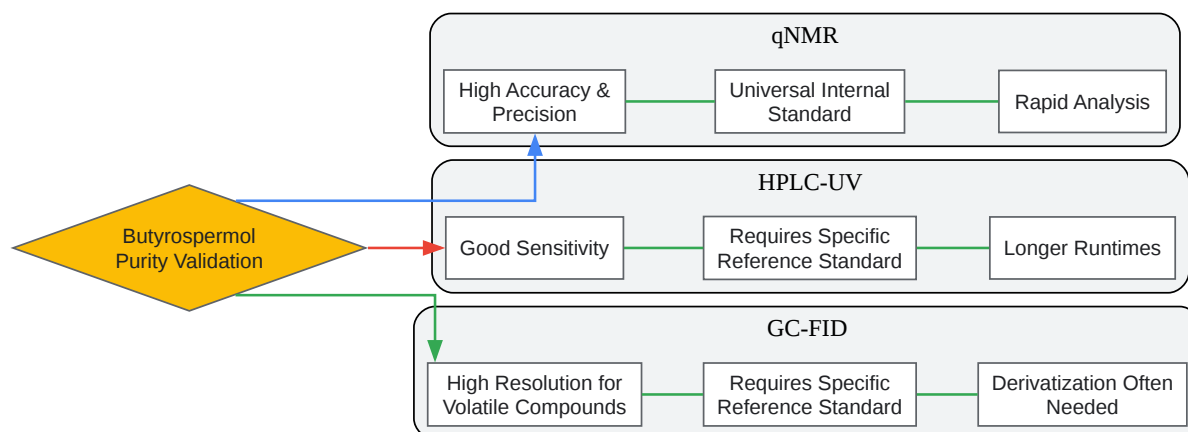 qNMR
High Accuracy &
Precision
Universal Internal
Standard
Rapid Analysis
HPLC-UV
Butyrospermol
Purity Validation
Good Sensitivity
Requires Specific
Reference Standard
Longer Runtimes
GC-FID
High Resolution for
Volatile Compounds
Requires Specific
Reference Standard
Derivatization Often
Needed